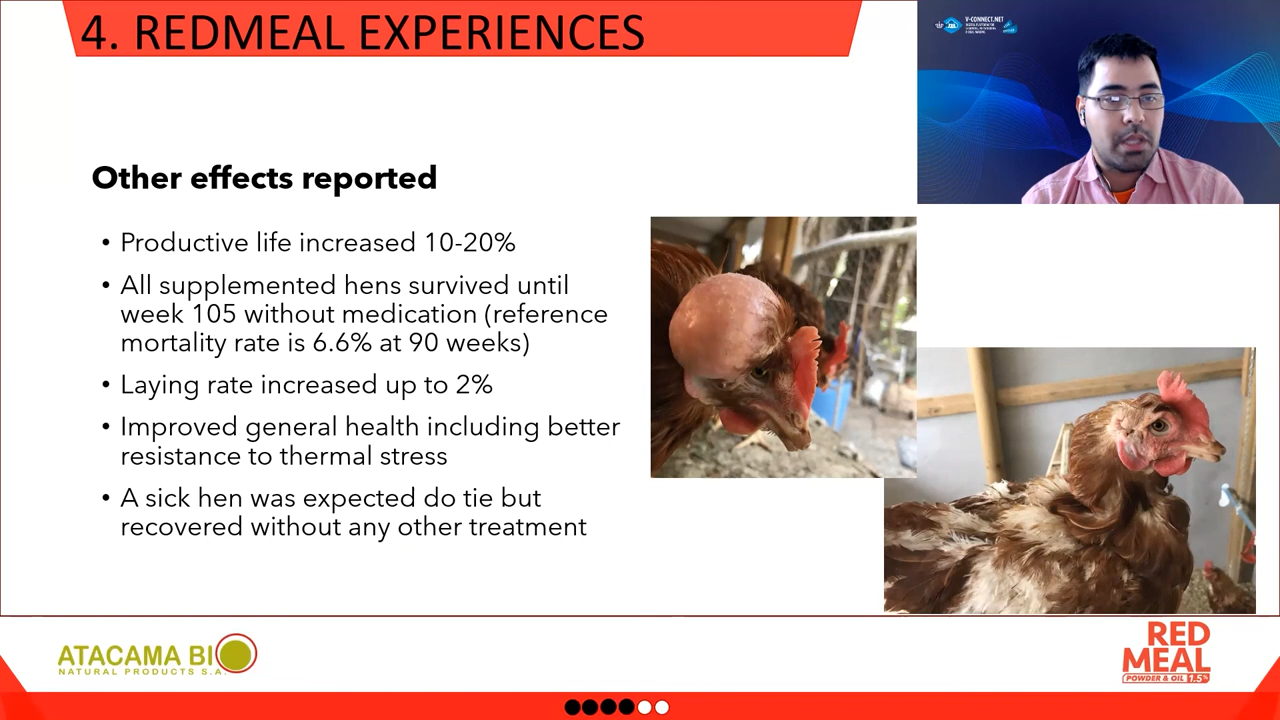 4. REDMEAL EXPERIENCES
V-CONNECT.NET
Other effects reported
• Productive life increased 10-20%
• All supplemented hens survived until
week 105 without medication (reference
mortality rate is 6.6% at 90 weeks)
• Laying rate increased up to 2%
• Improved general health including better
resistance to thermal stress
• A sick hen was expected do tie but
recovered without any other treatment
ATACAMA BIO
NATURAL PRODUCTS S.A.
RED
MEAL
POWDER & OIL 1.5%